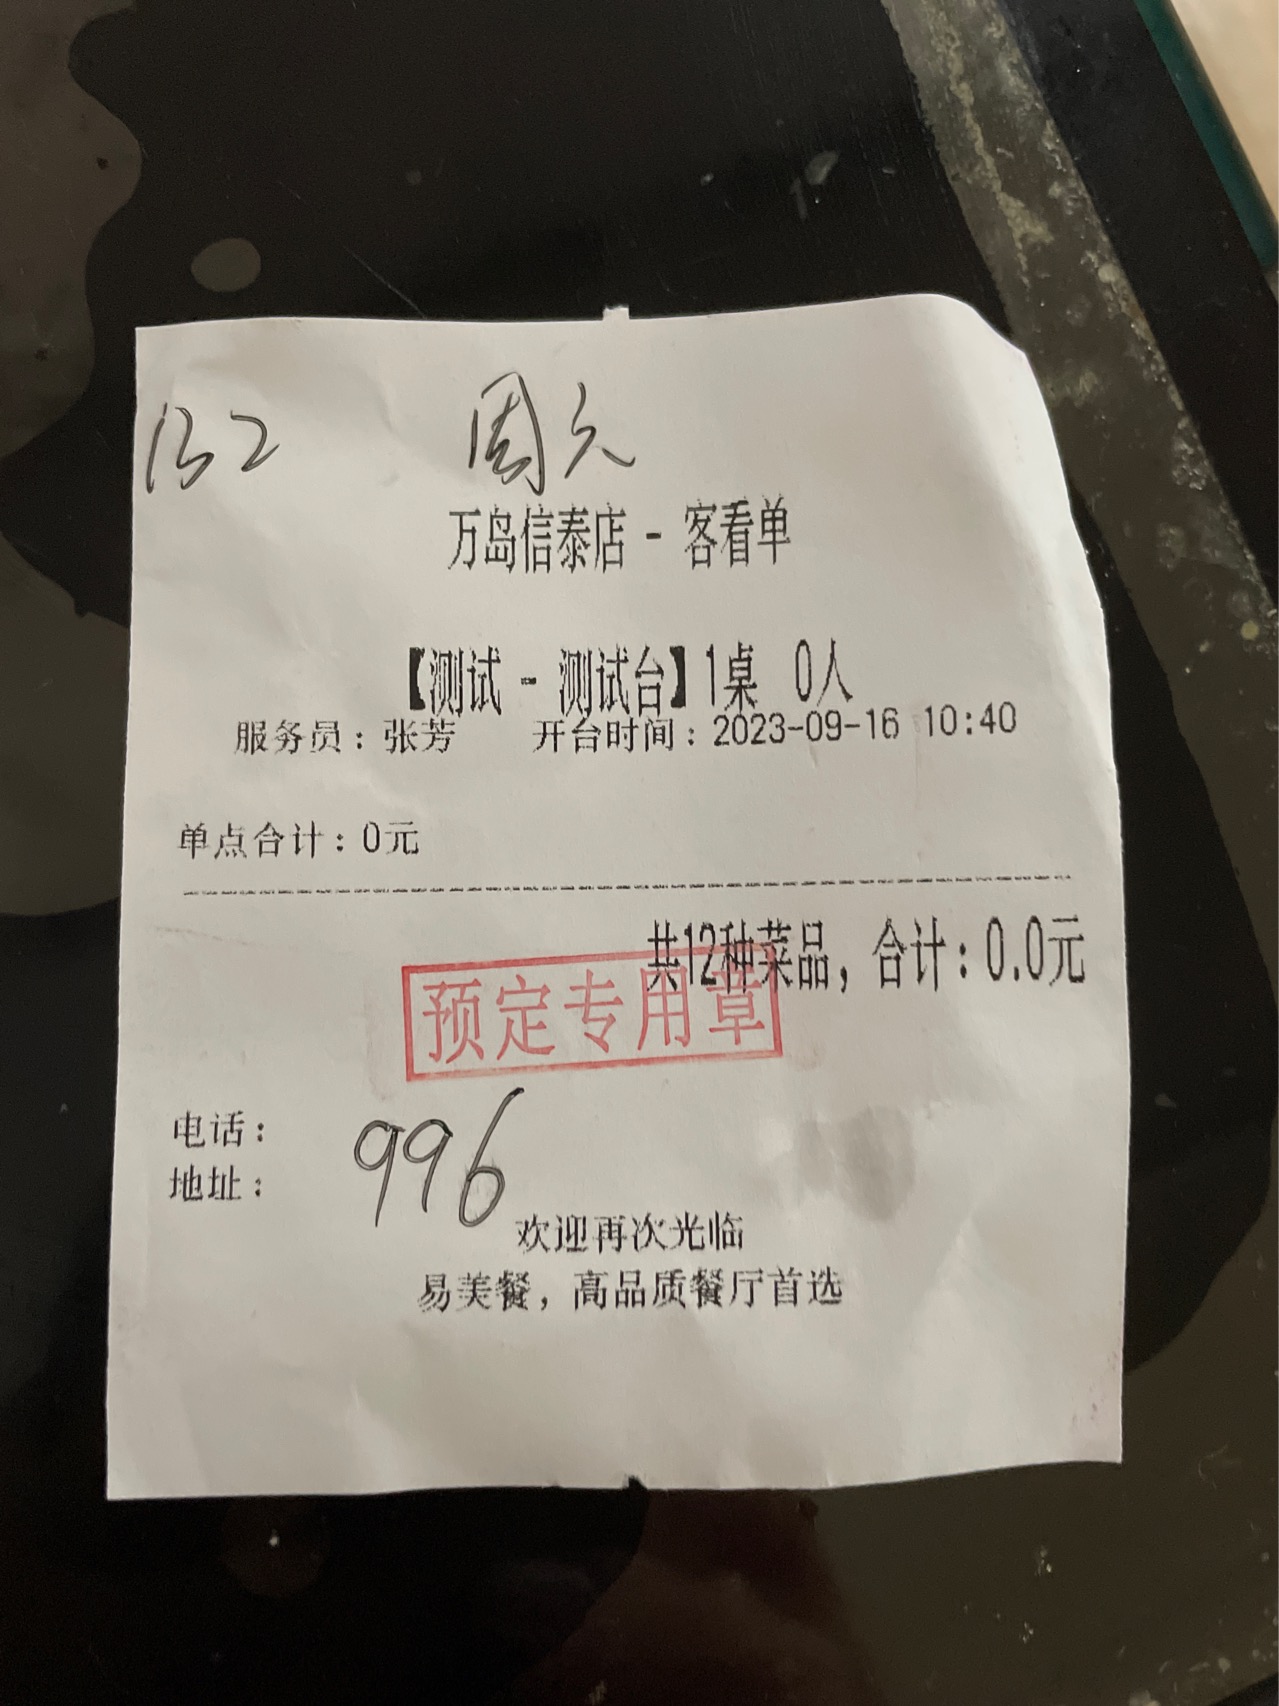 132 周久
万岛信泰店 - 客看单
【测试 - 测试台】1桌 0人
服务员：张芳 开台时间：2023-09-16 10:40
单点合计：0元
共12种菜品，合计：0.0元
预定专用章
电话：
地址：
996
欢迎再次光临
易美餐，高品质餐厅首选